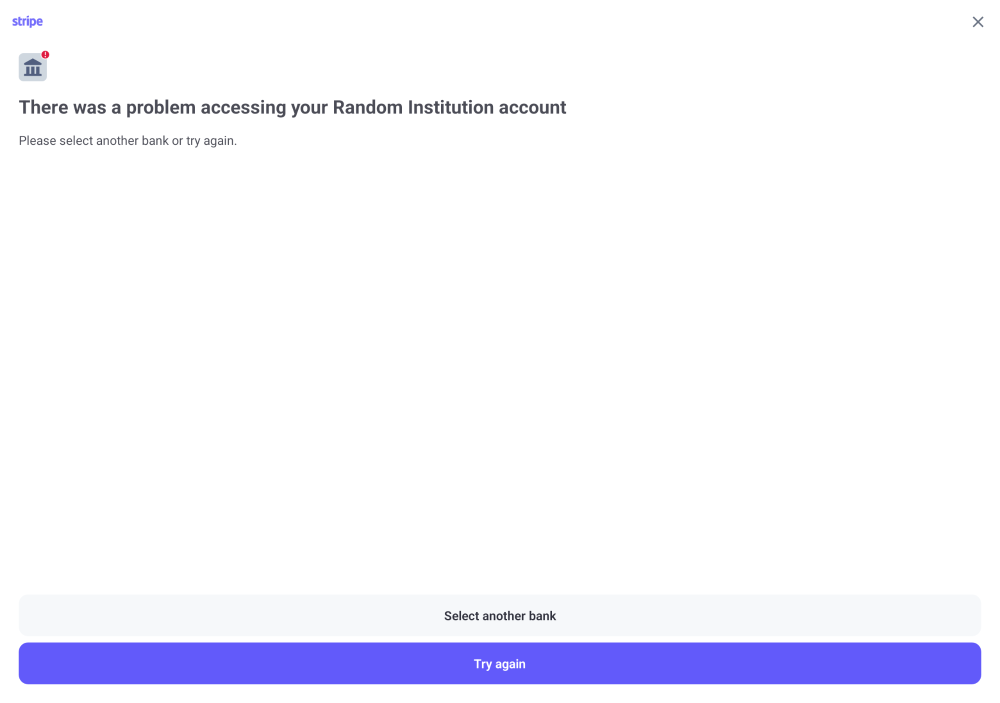 stripe
There was a problem accessing your Random Institution account
Please select another bank or try again.
Select another bank
Try again